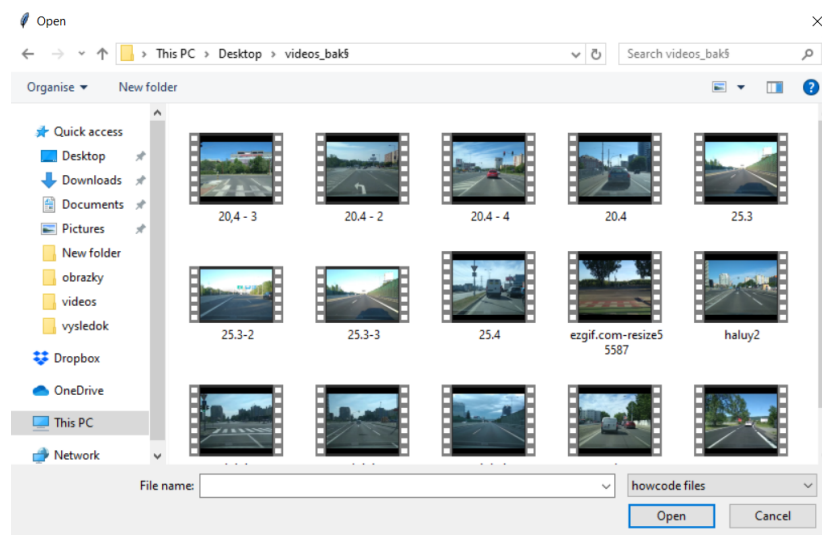 Open
This PC > Desktop > videos_bakš
Search videos_bakš
Organise
New folder
Quick access
Desktop
Downloads
Documents
Pictures
New folder
obrazky
videos
vysledok
Dropbox
OneDrive
This PC
Network
20,4 - 3
20.4 - 2
20.4 - 4
20.4
25.3
25.3-2
25.3-3
25.4
ezgif.com-resize5
5587
haluy2
File name:
howcode files
Open
Cancel